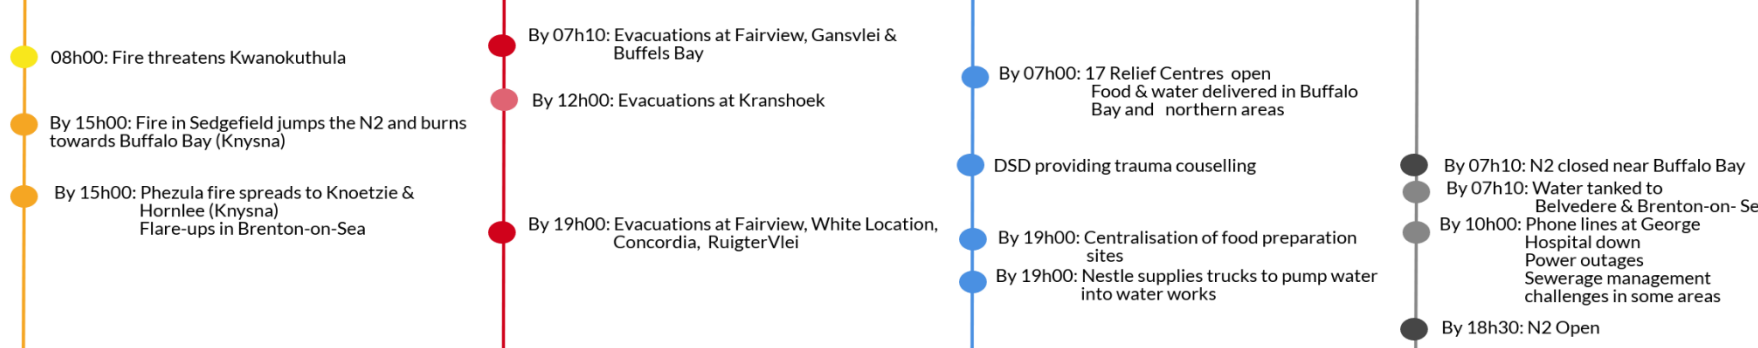 08h00: Fire threatens Kwanokuthula
By 15h00: Fire in Sedgefield jumps the N2 and burns
towards Buffalo Bay (Knysna)
By 15h00: Phezula fire spreads to Knoetzie &
Hornlee (Knysna)
Flare-ups in Brenton-on-Sea
By 07h10: Evacuations at Fairview, Gansvlei &
Buffels Bay
By 12h00: Evacuations at Kranshoek
By 19h00: Evacuations at Fairview, White Location,
Concordia, RuigterVlei
By 07h00: 17 Relief Centres open
Food & water delivered in Buffalo
Bay and northern areas
DSD providing trauma couselling
By 19h00: Centralisation of food preparation
sites
By 19h00: Nestle supplies trucks to pump water
into water works
By 07h10: N2 closed near Buffalo Bay
By 07h10: Water tanked to
Belvedere & Brenton-on- Se
By 10h00: Phone lines at George
Hospital down
Power outages
Sewerage management
challenges in some areas
By 18h30: N2 Open